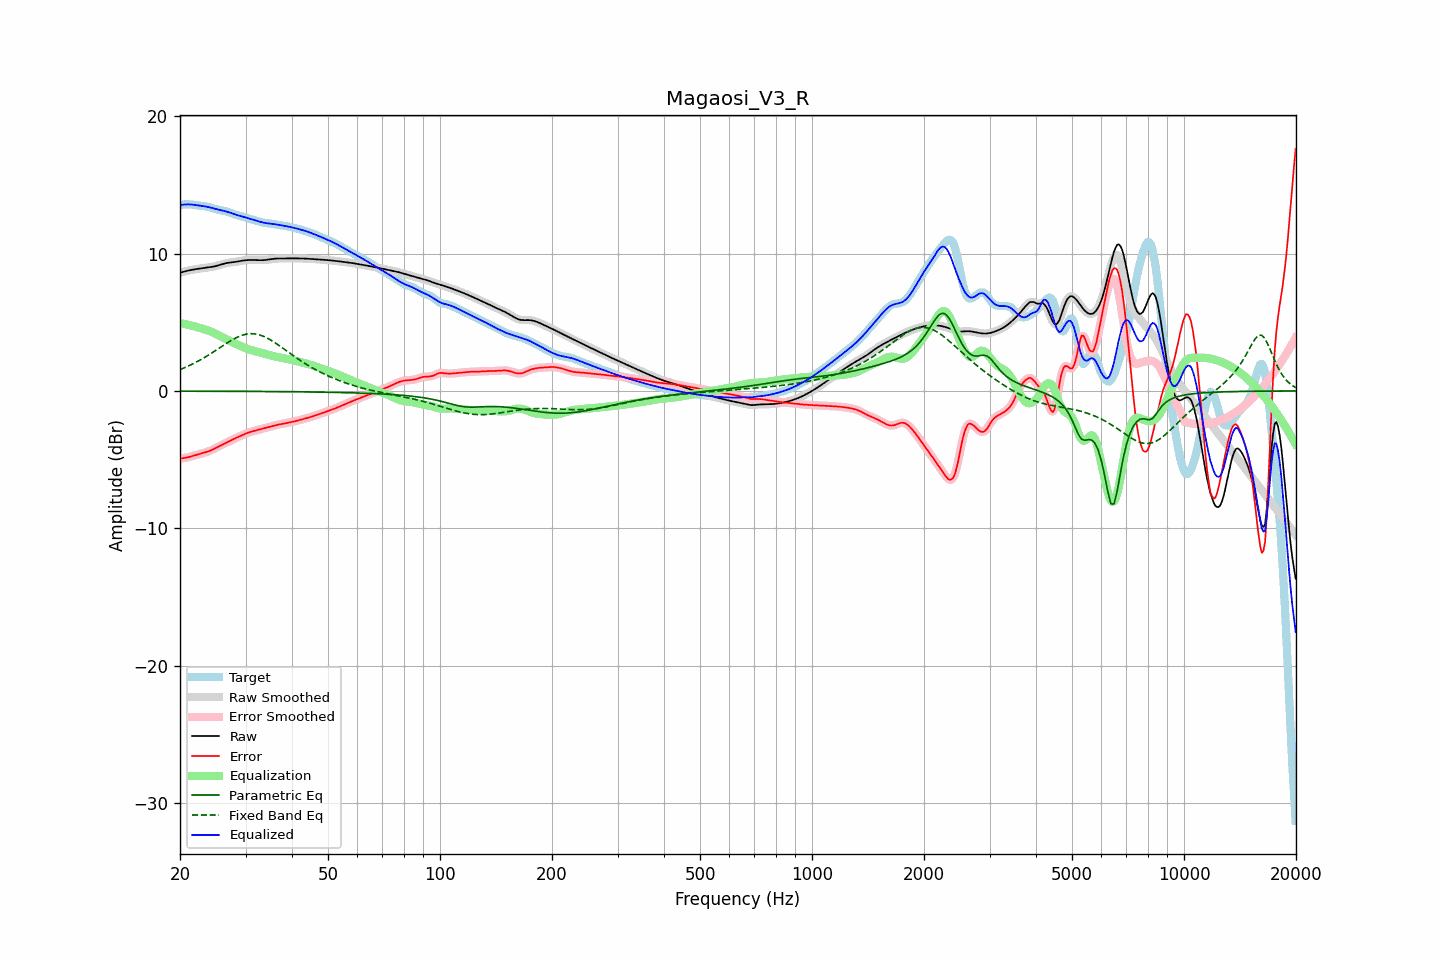 Magaosi_V3_R
20
10
0
−10
−20
−30
Amplitude (dBr)
Target
Raw Smoothed
Error Smoothed
Raw
Error
Equalization
Parametric Eq
Fixed Band Eq
Equalized
20 50 100 200 500 1000 2000 5000 10000 20000
Frequency (Hz)